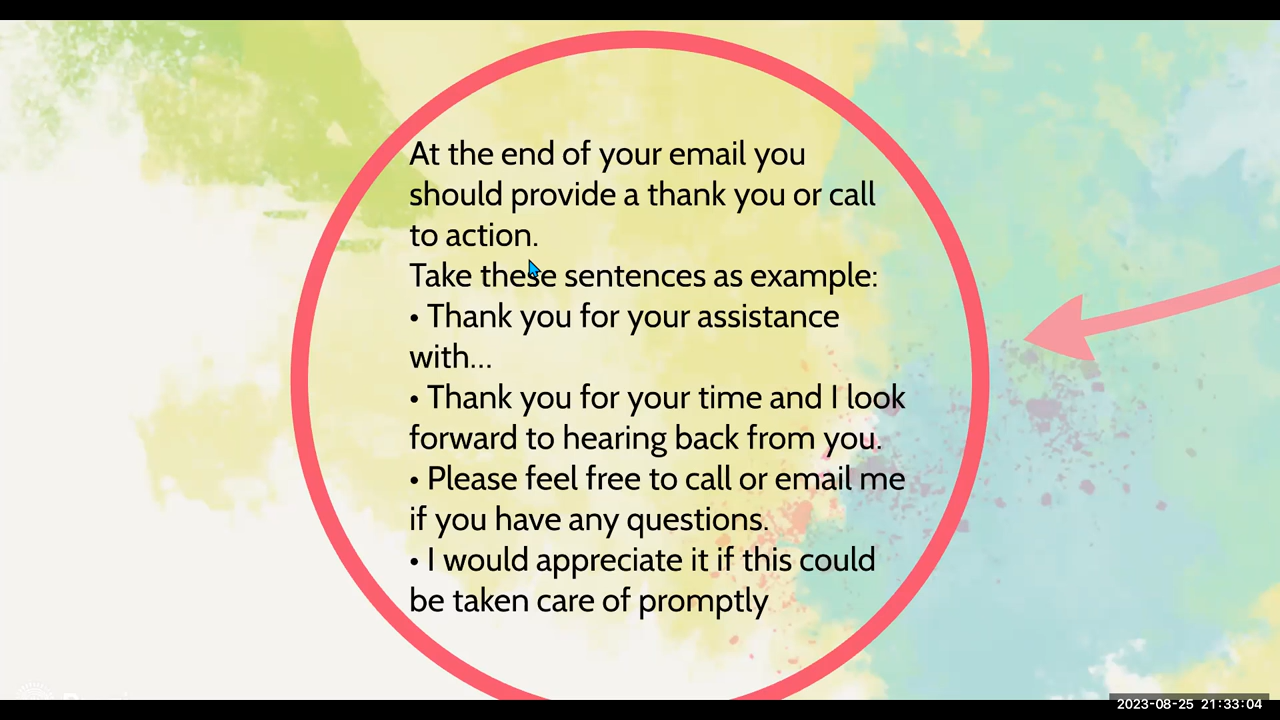 At the end of your email you
should provide a thank you or call
to action.
Take these sentences as example:
• Thank you for your assistance
with...
• Thank you for your time and I look
forward to hearing back from you.
• Please feel free to call or email me
if you have any questions.
• I would appreciate it if this could
be taken care of promptly
2023-08-25 21:33:04